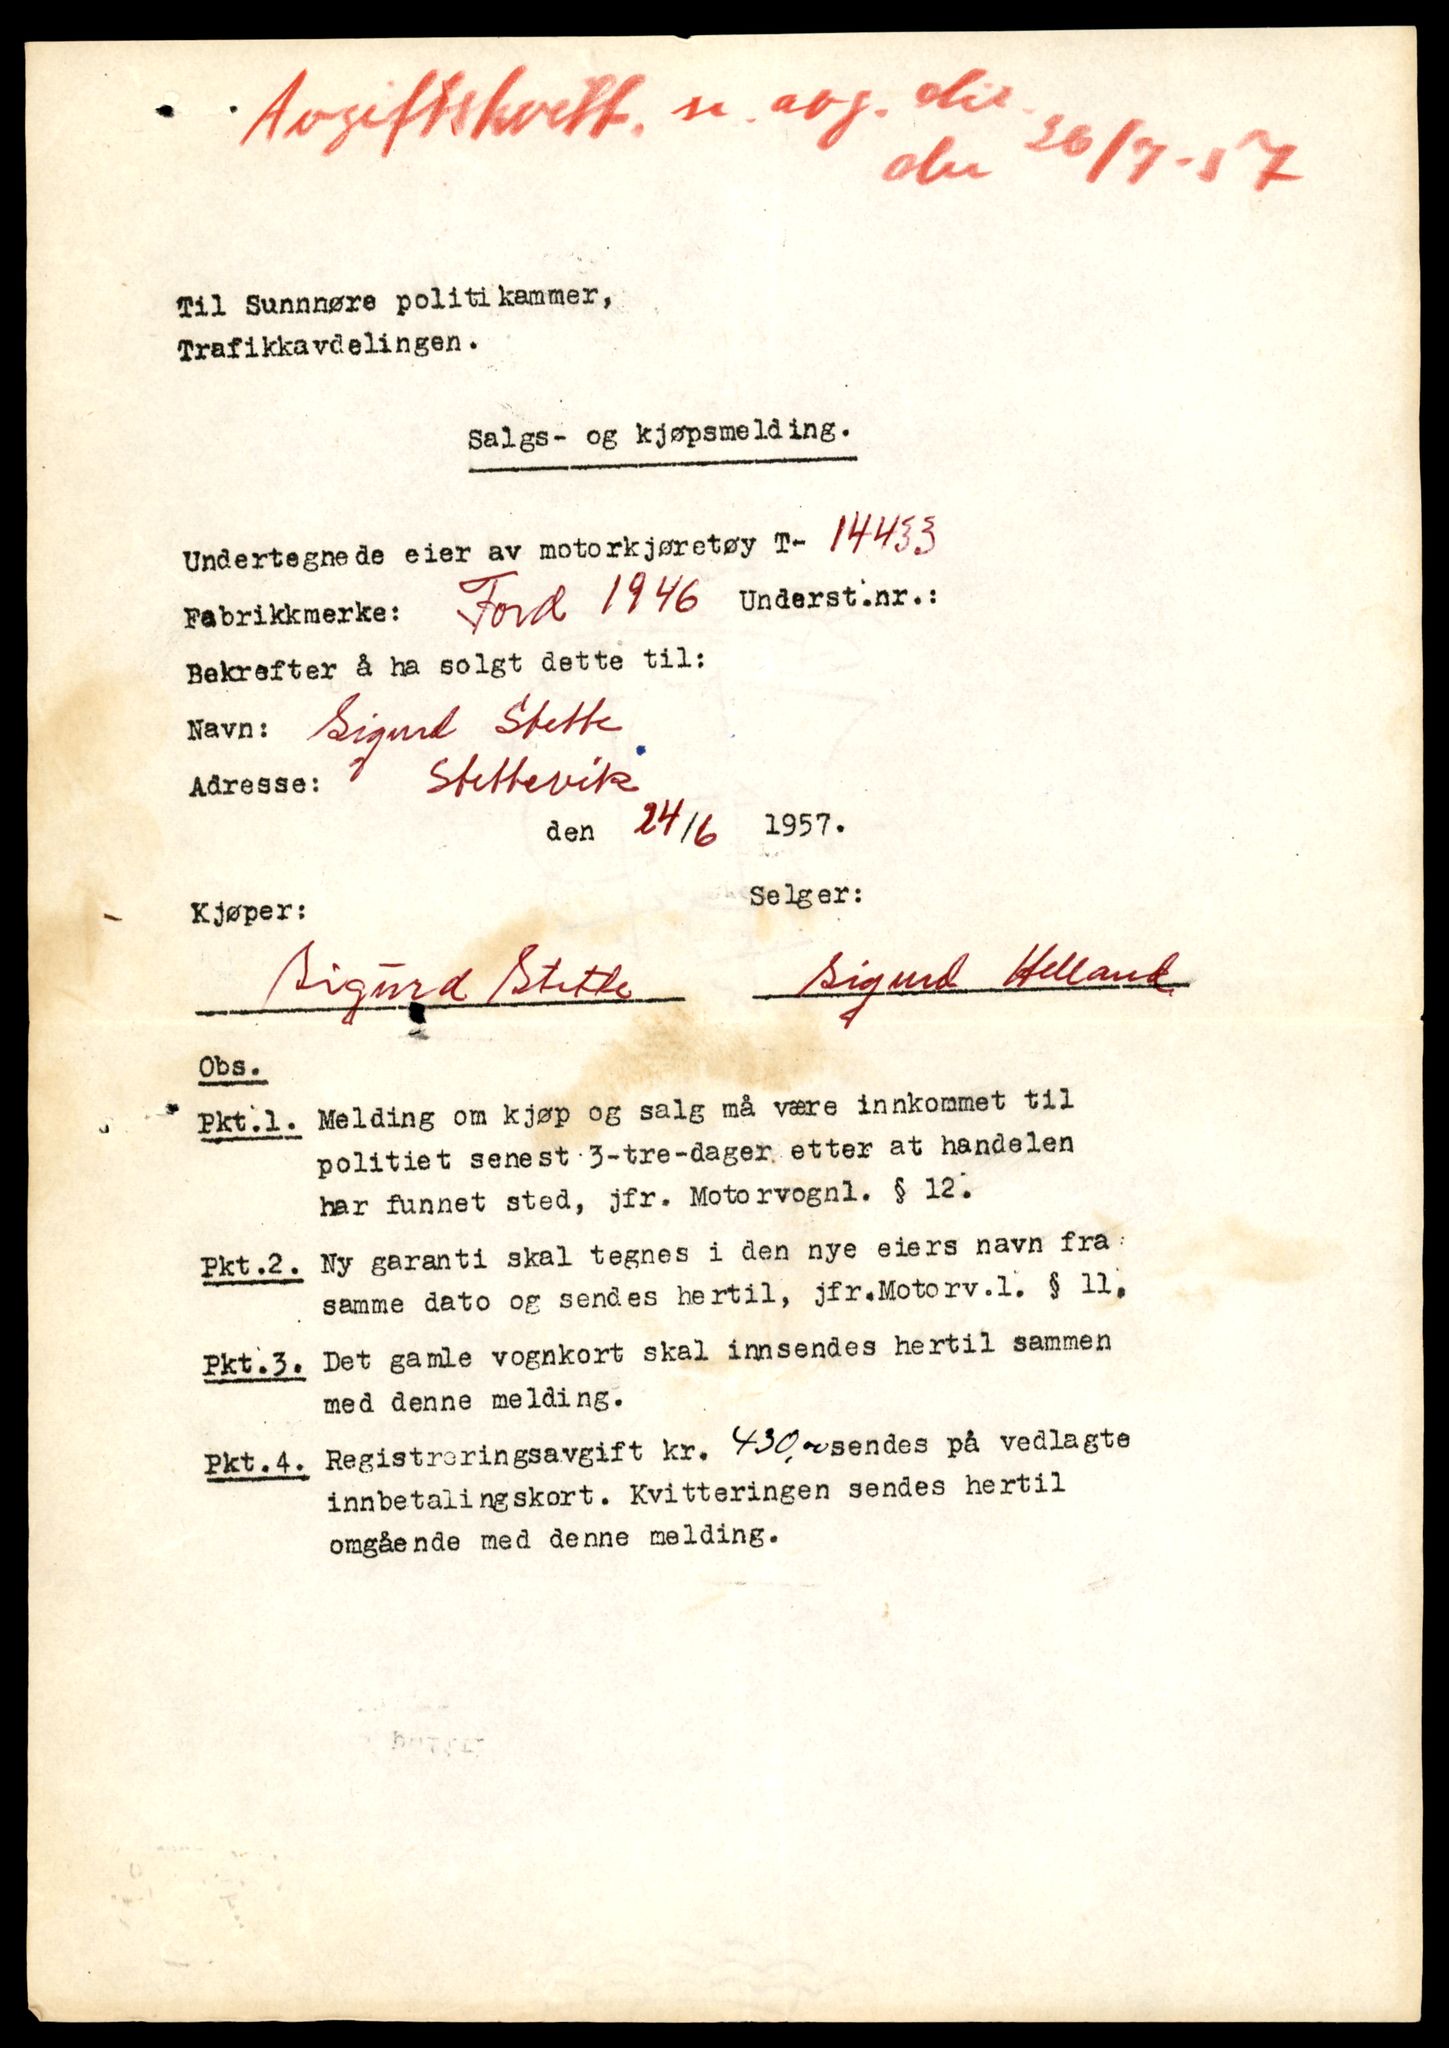 Avgiftskvitt. se avg. dir.
den 26/7-57
Til Sunnnøre politikammer,
Trafikkavdelingen.
Salgs- og kjøpsmelding.
Undertegnede eier av motorkjøretøy T- 14433
Fabrikkmerke: Ford 1946 Underst.nr.:
Bekrefter å ha solgt dette til:
Navn: Sigurd Stette
Adresse: Stettevik
den 24/6 1957.
Kjøper: Selger:
Sigurd Stette Sigurd Helland
Obs.
Pkt.1. Melding om kjøp og salg må være innkommet til
politiet senest 3-tre-dager etter at handelen
har funnet sted, jfr. Motorvognl. § 12.
Pkt.2. Ny garanti skal tegnes i den nye eiers navn fra
samme dato og sendes hertil, jfr.Motorv.l. § 11.
Pkt.3. Det gamle vognkort skal innsendes hertil sammen
med denne melding.
Pkt.4. Registreringsavgift kr. 430,- sendes på vedlagte
innbetalingskort. Kvitteringen sendes hertil
omgående med denne melding.